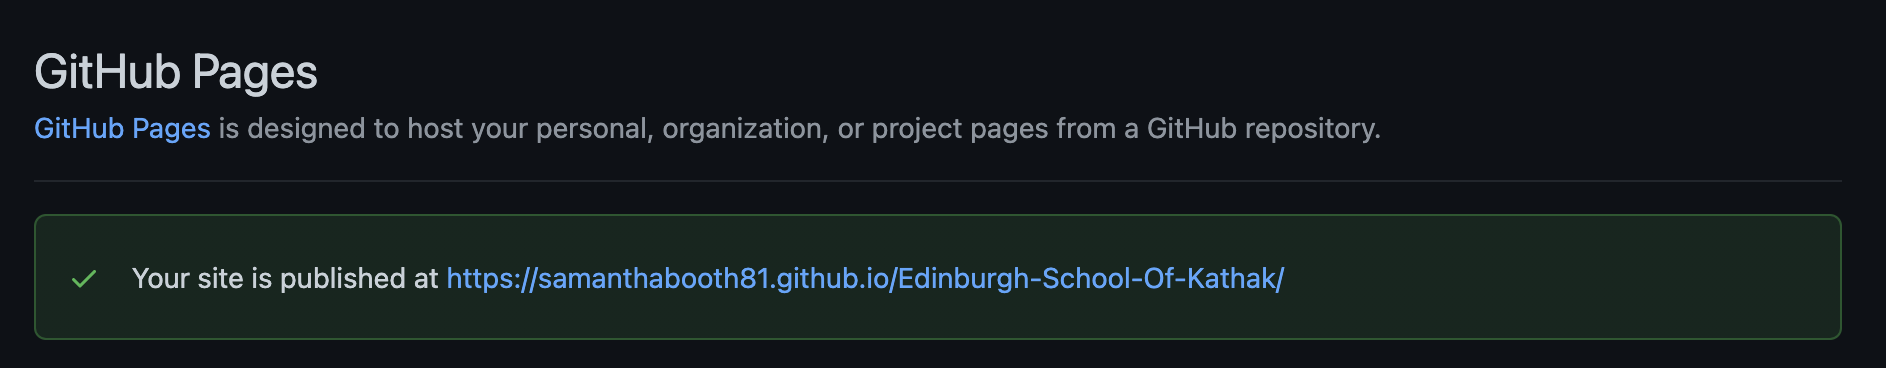 GitHub Pages
GitHub Pages is designed to host your personal, organization, or project pages from a GitHub repository.
Your site is published at https://samanthabooth81.github.io/Edinburgh-School-Of-Kathak/